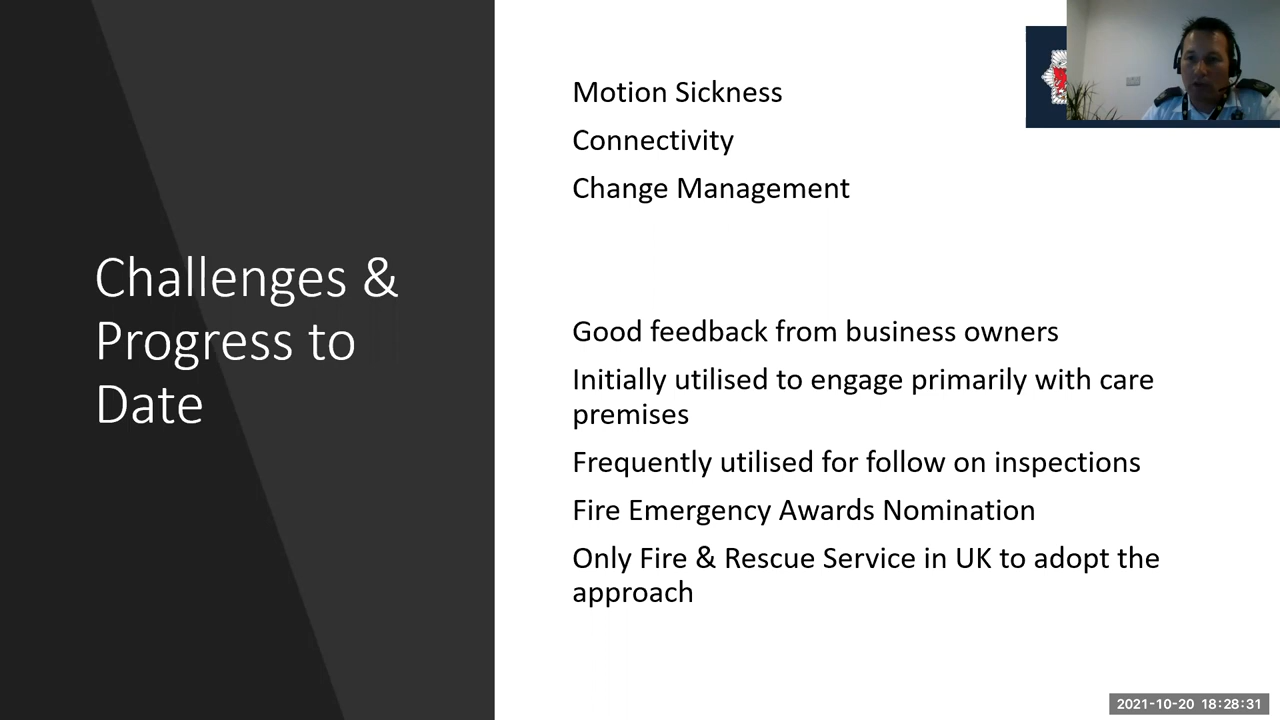 Challenges &
Progress to
Date
Motion Sickness
Connectivity
Change Management
Good feedback from business owners
Initially utilised to engage primarily with care
premises
Frequently utilised for follow on inspections
Fire Emergency Awards Nomination
Only Fire & Rescue Service in UK to adopt the
approach
2021-10-20 18:28:31